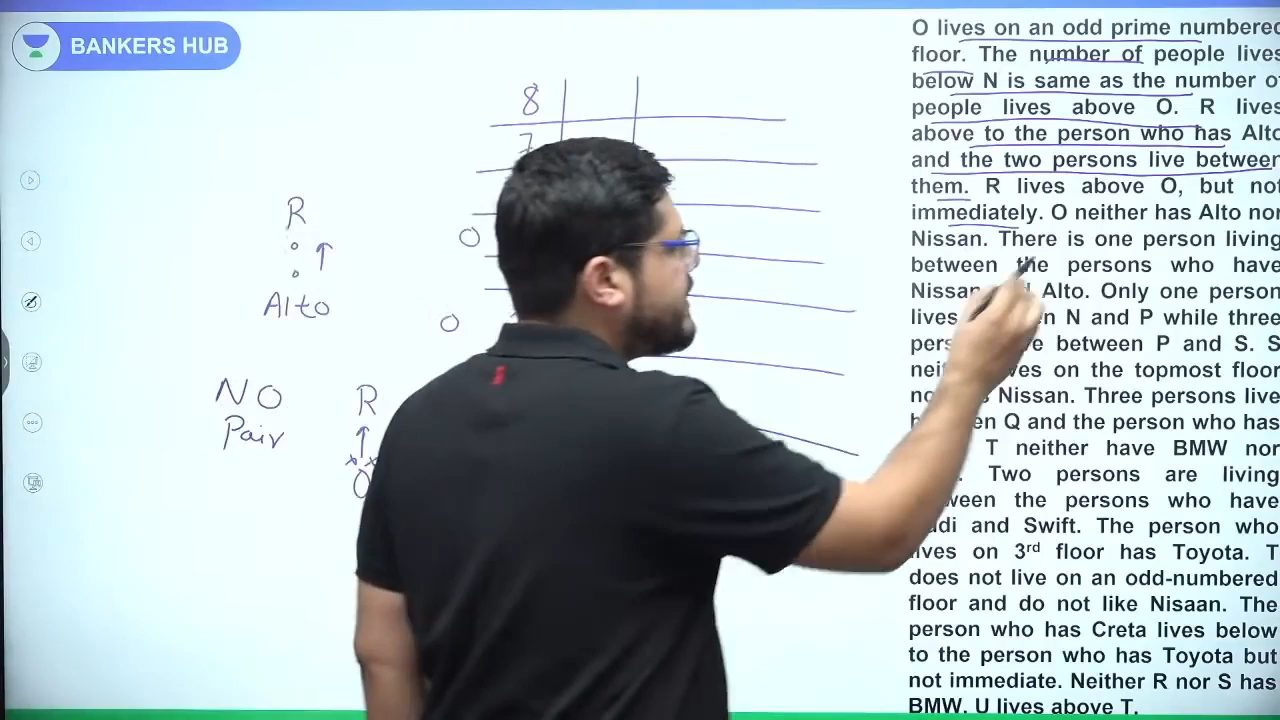 BANKERS HUB
8
7
R
Alto
O
O
NO
Pair
R
O
O lives on an odd prime numbered
floor. The number of people lives
below N is same as the number of
people lives above O. R lives
above to the person who has Alto
and the two persons live between
them. R lives above O, but not
immediately. O neither has Alto nor
Nissan. There is one person living
between the persons who have
Nissan Alto. Only one person
lives N and P while three
between P and S. S
on the topmost floor
Nissan. Three persons live
Q and the person who has
T neither have BMW nor
Two persons are living
the persons who have
and Swift. The person who
lives on 3rd floor has Toyota. T
does not live on an odd-numbered
floor and do not like Nisaan. The
person who has Creta lives below
to the person who has Toyota but
not immediate. Neither R nor S has
BMW. U lives above T.